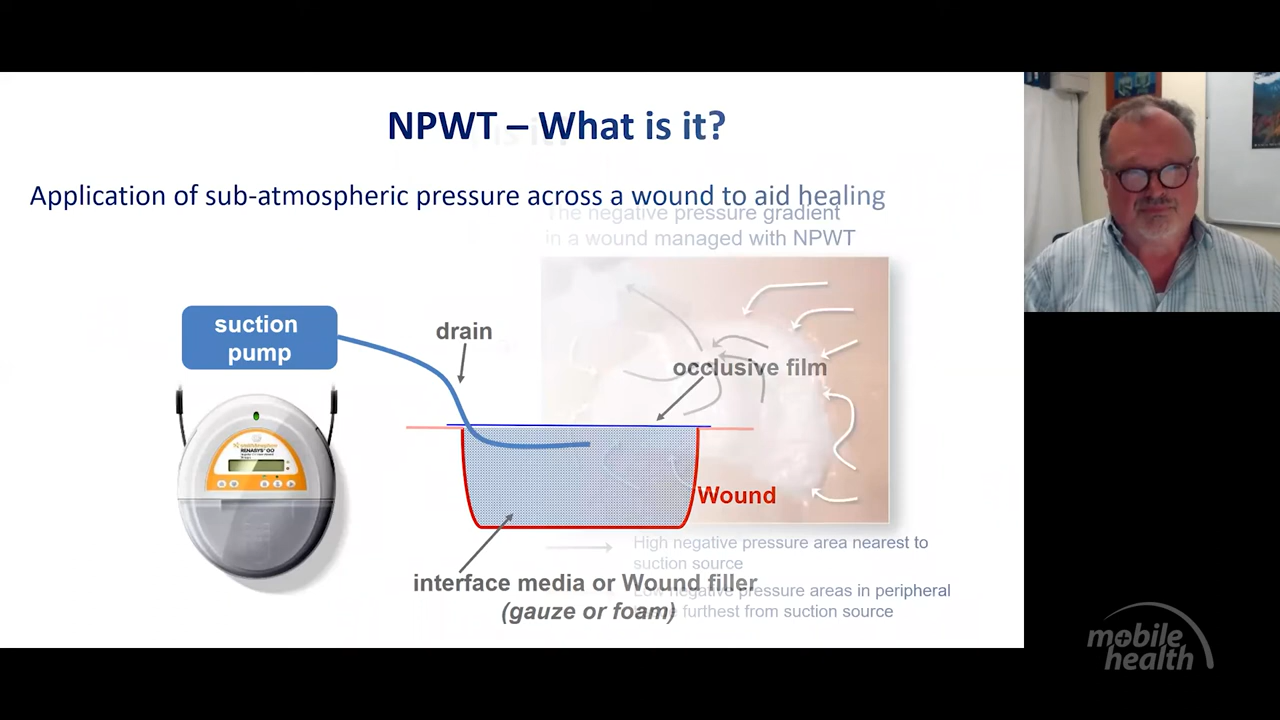 NPWT – What is it?
Application of sub-atmospheric pressure across a wound to aid healing
The negative pressure gradient
in a wound managed with NPWT
suction
pump
drain
occlusive film
RENASYS GO
Wound
High negative pressure area nearest to
suction source
interface media or Wound filler
(gauze or foam)
negative pressure areas in peripheral
furthest from suction source
mobile
health